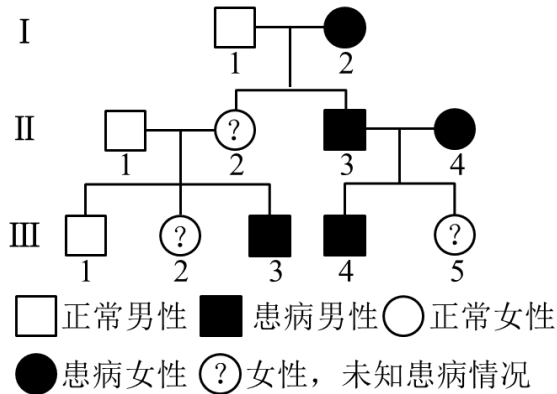 I
1 2
II
? ?
1 2 3 4
III
? ?
1 2 3 4 5
正常男性 患病男性 正常女性
患病女性 ? 女性，未知患病情况